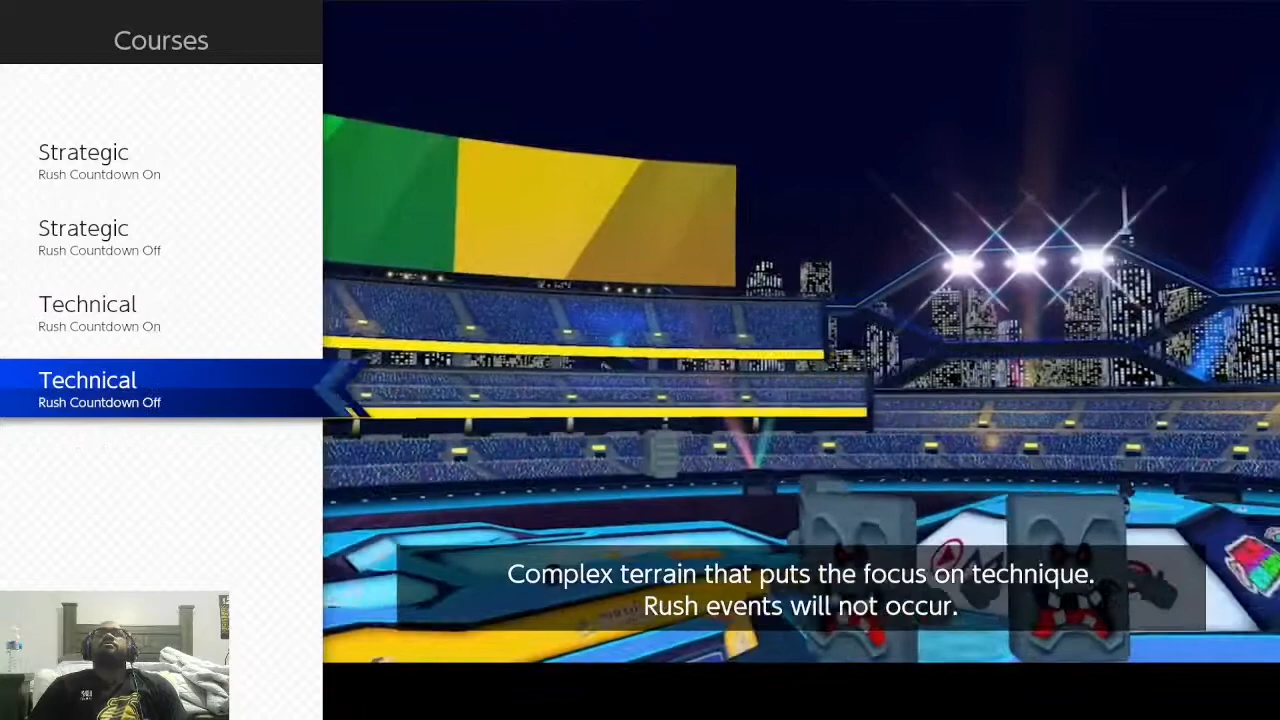 Courses
Strategic
Rush Countdown On
Strategic
Rush Countdown Off
Technical
Rush Countdown On
Technical
Rush Countdown Off
Complex terrain that puts the focus on technique.
Rush events will not occur.